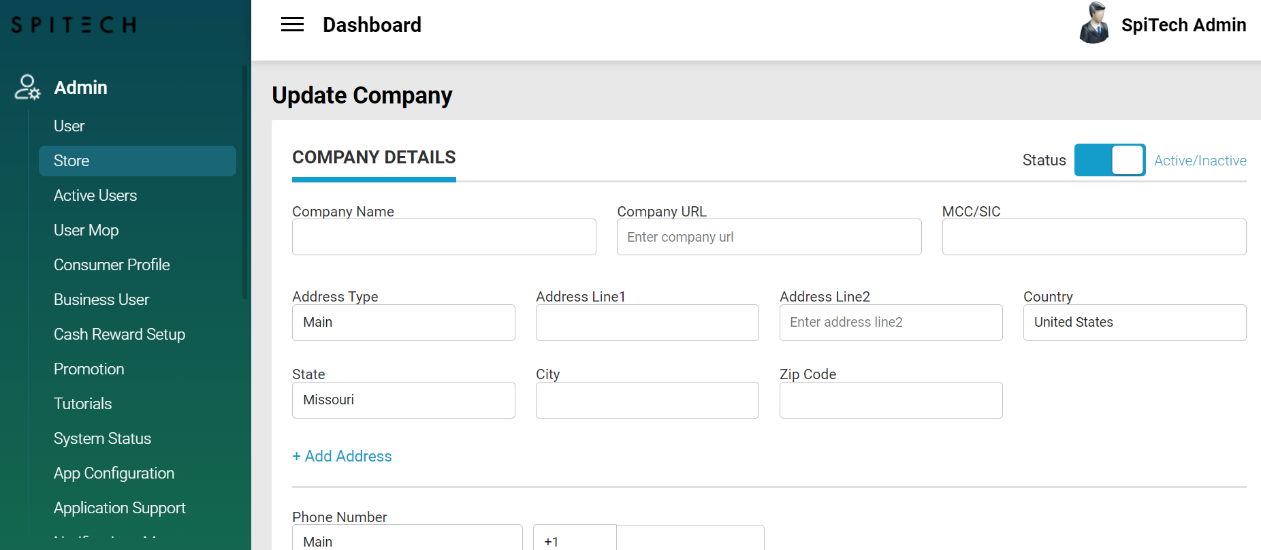 SPITECH
Dashboard
SpiTech Admin
Admin
User
Store
Active Users
User Mop
Consumer Profile
Business User
Cash Reward Setup
Promotion
Tutorials
System Status
App Configuration
Application Support
Update Company
COMPANY DETAILS
Status Active/Inactive
Company Name Company URL MCC/SIC
Enter company url
Address Type Address Line1 Address Line2 Country
Main Enter address line2 United States
State City Zip Code
Missouri
+ Add Address
Phone Number
Main +1